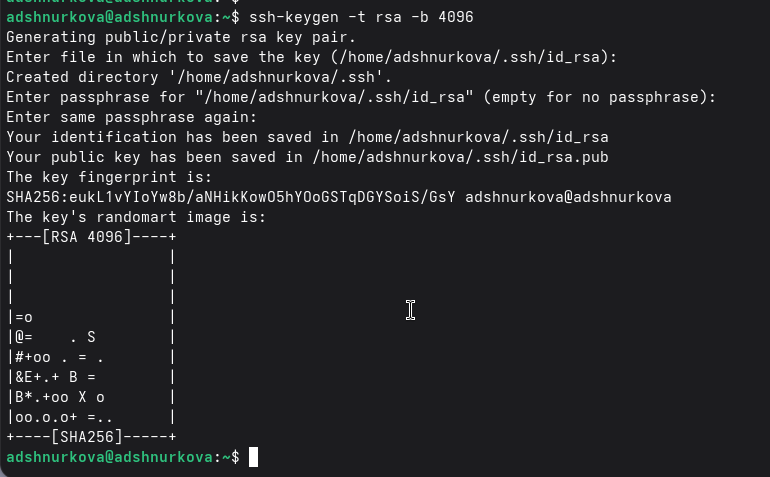 adshnurkova@adshnurkova:~$ ssh-keygen -t rsa -b 4096
Generating public/private rsa key pair.
Enter file in which to save the key (/home/adshnurkova/.ssh/id_rsa):
Created directory '/home/adshnurkova/.ssh'.
Enter passphrase for "/home/adshnurkova/.ssh/id_rsa" (empty for no passphrase):
Enter same passphrase again:
Your identification has been saved in /home/adshnurkova/.ssh/id_rsa
Your public key has been saved in /home/adshnurkova/.ssh/id_rsa.pub
The key fingerprint is:
SHA256:eukL1vYIoYw8b/aNHikKowO5hYOoGSTqDGYSoiS/GsY adshnurkova@adshnurkova
The key's randomart image is:
+---[RSA 4096]----+
|                 |
|                 |
|                 |
|=o               |
|@=    . S        |
|#+oo . = .       |
|&E+.+ B =        |
|B*.+oo X o       |
|oo.o.o+ =..      |
+----[SHA256]-----+
adshnurkova@adshnurkova:~$